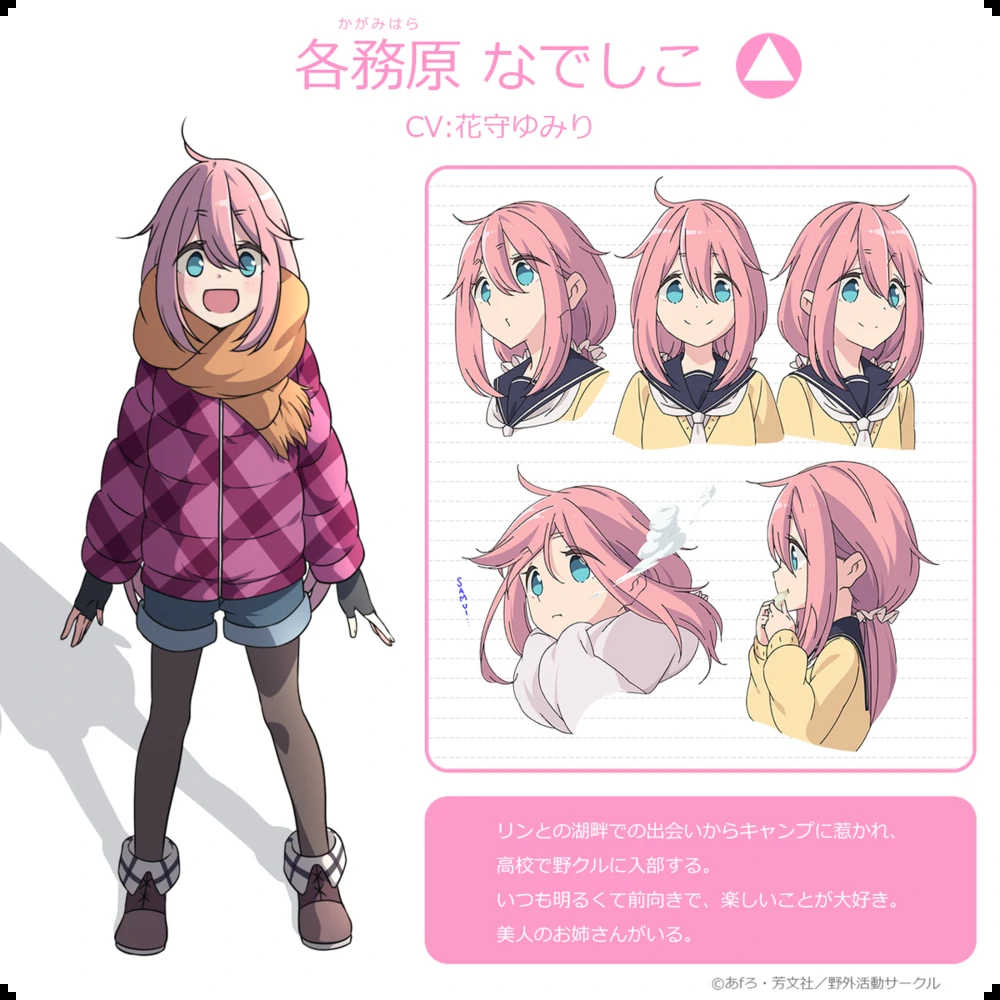 かがみはら
各務原 なでしこ
CV:花守ゆみり
SAMUI...
リンとの湖畔での出会いからキャンプに惹かれ、
高校で野クルに入部する。
いつも明るくて前向きで、楽しいことが大好き。
美人のお姉さんがいる。
©あfろ・芳文社／野外活動サークル